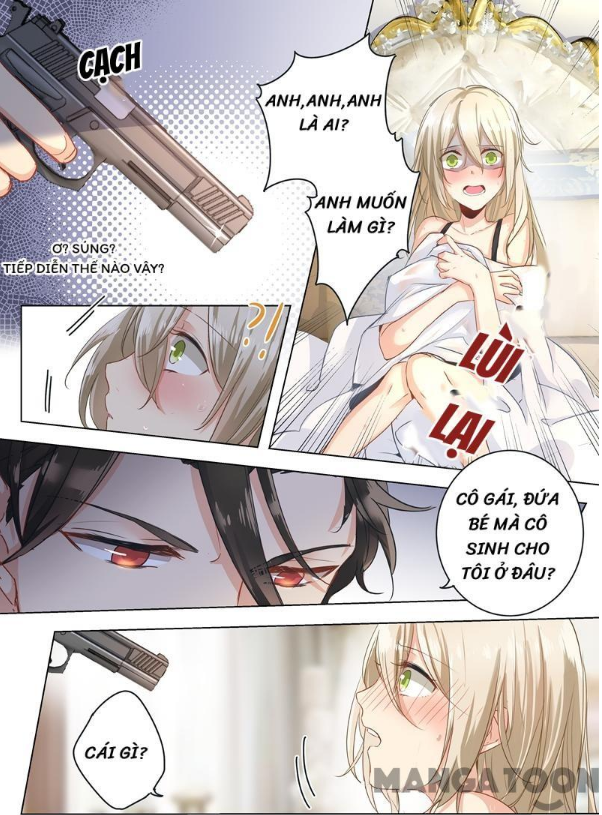 ANH,ANH,ANH
LÀ AI?
ANH MUỐN
LÀM GÌ?
LÙI
LẠI
CẠCH
Ơ? SÚNG?
TIẾP DIỄN THẾ NÀO VẬY?
?!
CÔ GÁI, ĐỨA
BÉ MÀ CÔ
SINH CHO
TÔI Ở ĐÂU?
CÁI GÌ?
MANGATOON